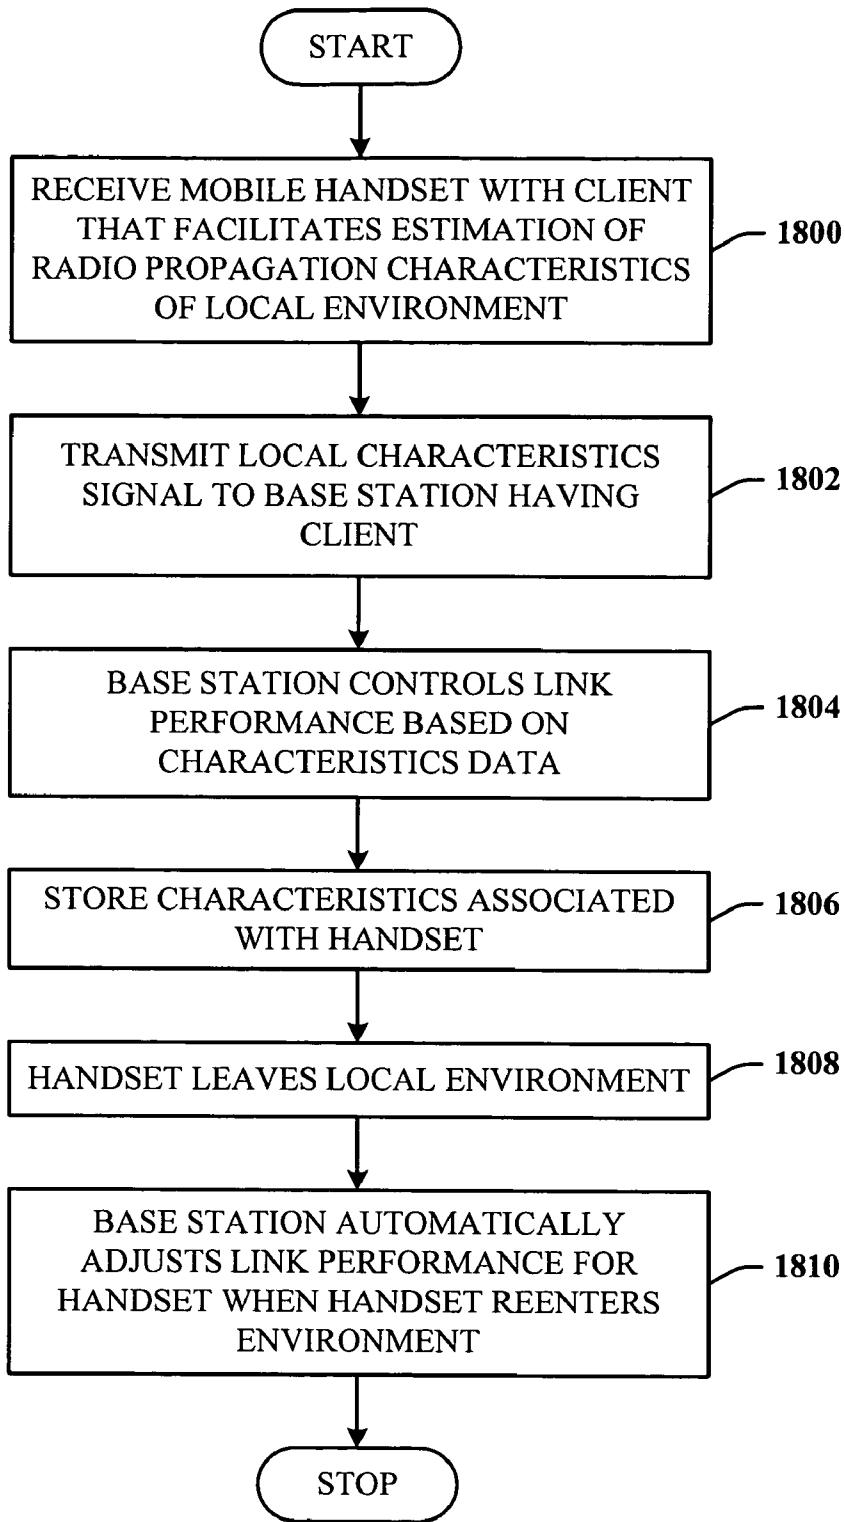 START
RECEIVE MOBILE HANDSET WITH CLIENT
THAT FACILITATES ESTIMATION OF
RADIO PROPAGATION CHARACTERISTICS
OF LOCAL ENVIRONMENT
1800
TRANSMIT LOCAL CHARACTERISTICS
SIGNAL TO BASE STATION HAVING
CLIENT
1802
BASE STATION CONTROLS LINK
PERFORMANCE BASED ON
CHARACTERISTICS DATA
1804
STORE CHARACTERISTICS ASSOCIATED
WITH HANDSET
1806
HANDSET LEAVES LOCAL ENVIRONMENT
1808
BASE STATION AUTOMATICALLY
ADJUSTS LINK PERFORMANCE FOR
HANDSET WHEN HANDSET REENTERS
ENVIRONMENT
1810
STOP